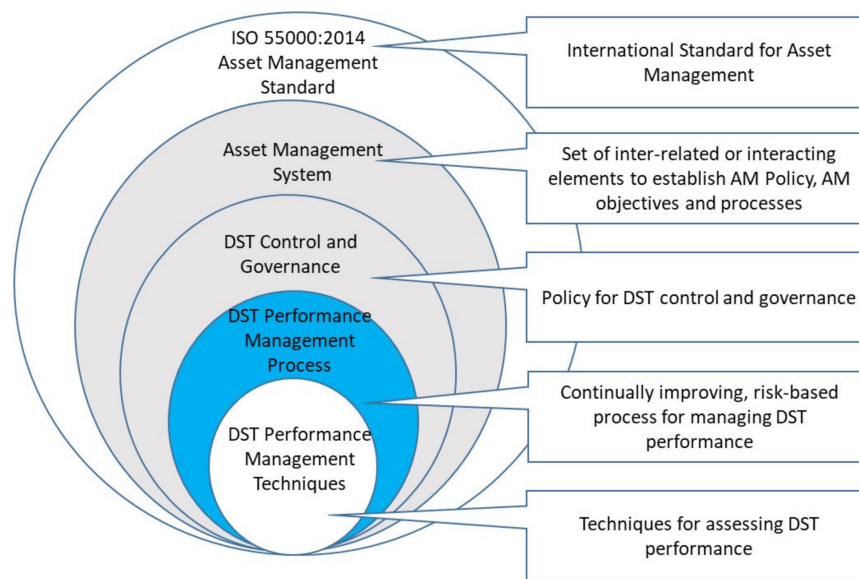 ISO 55000:2014
Asset Management
Standard
International Standard for Asset
Management
Asset Management
System
Set of inter-related or interacting
elements to establish AM Policy, AM
objectives and processes
DST Control and
Governance
Policy for DST control and governance
DST Performance
Management
Process
Continually improving, risk-based
process for managing DST
performance
DST Performance
Management
Techniques
Techniques for assessing DST
performance